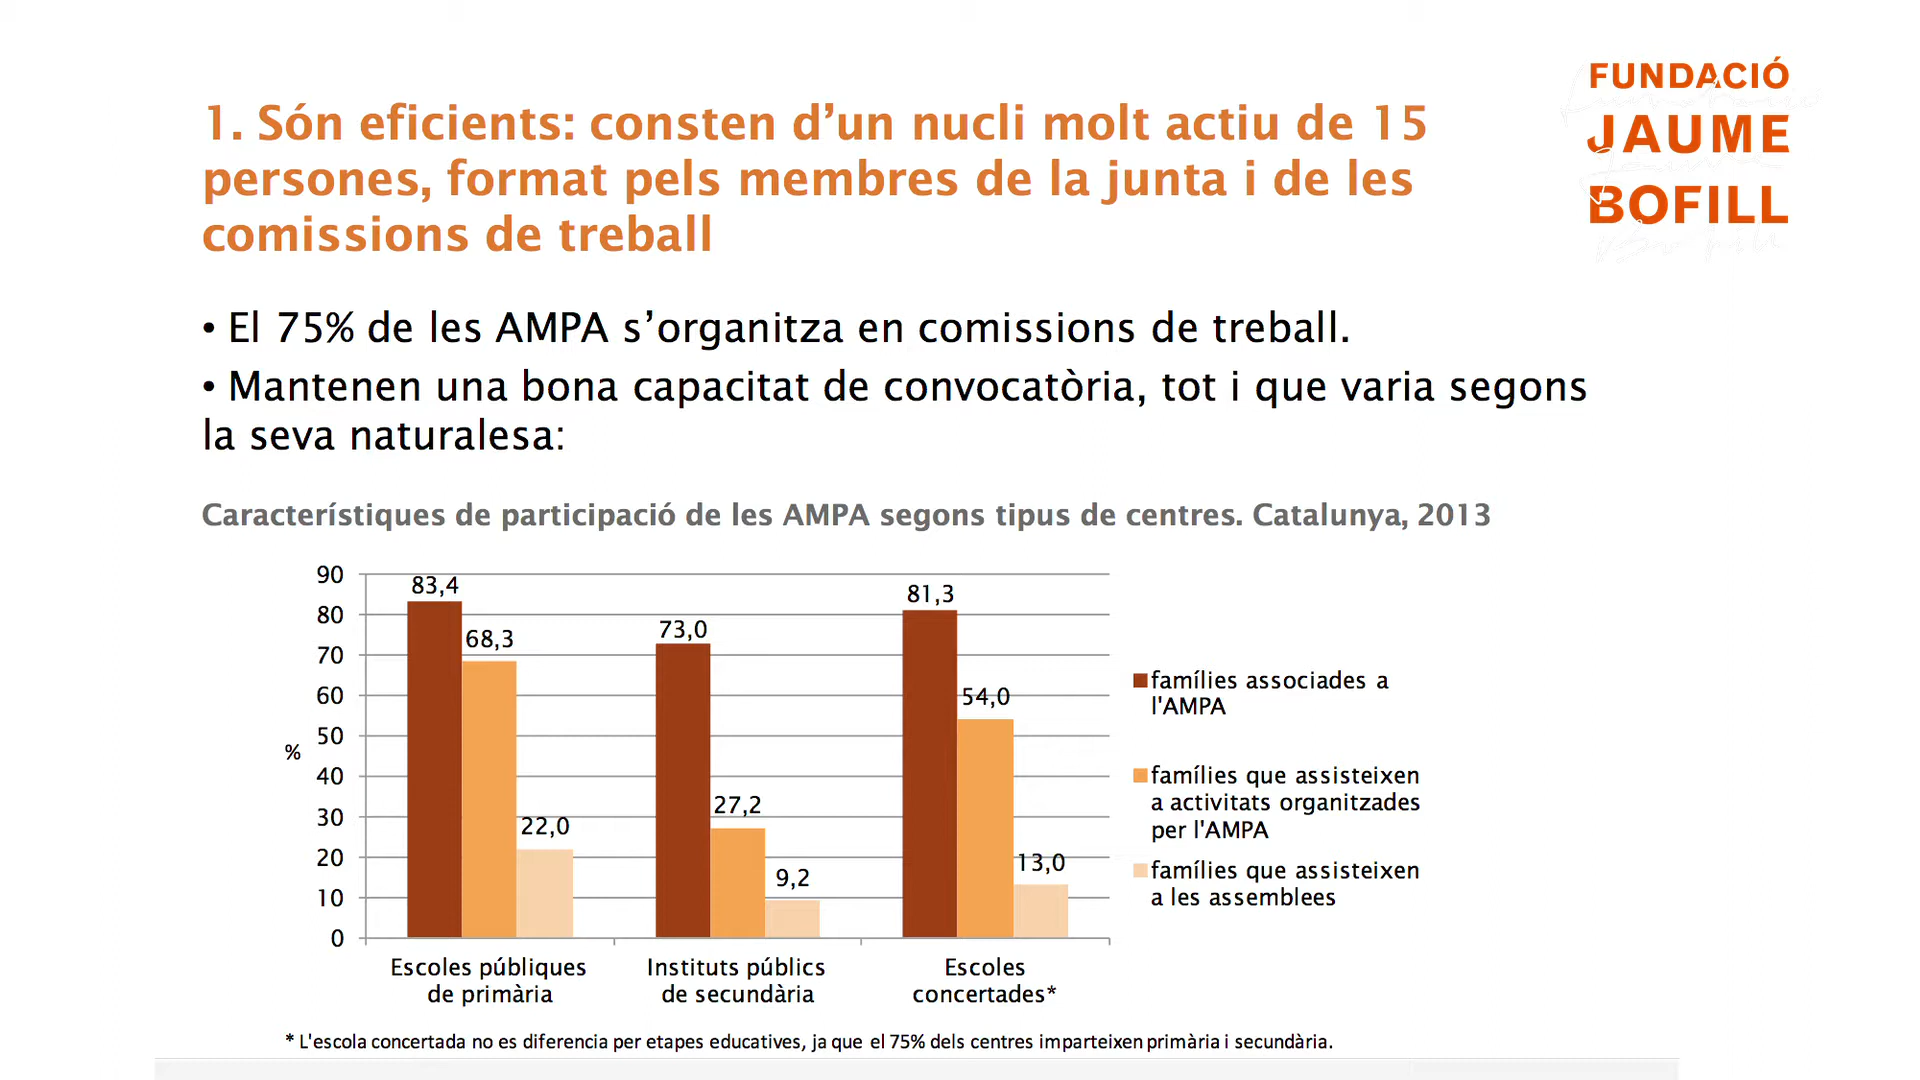 FUNDACIÓ
JAUME
BOFILL
1. Són eficients: consten d’un nucli molt actiu de 15
persones, format pels membres de la junta i de les
comissions de treball
• El 75% de les AMPA s’organitza en comissions de treball.
• Mantenen una bona capacitat de convocatòria, tot i que varia segons
la seva naturalesa:
Característiques de participació de les AMPA segons tipus de centres. Catalunya, 2013
90
80
70
60
50
40
30
20
10
0
%
83,4
68,3
22,0
73,0
27,2
9,2
81,3
54,0
13,0
Escoles públiques
de primària
Instituts públics
de secundària
Escoles
concertades*
famílies associades a
l'AMPA
famílies que assisteixen
a activitats organitzades
per l'AMPA
famílies que assisteixen
a les assemblees
* L'escola concertada no es diferencia per etapes educatives, ja que el 75% dels centres imparteixen primària i secundària.